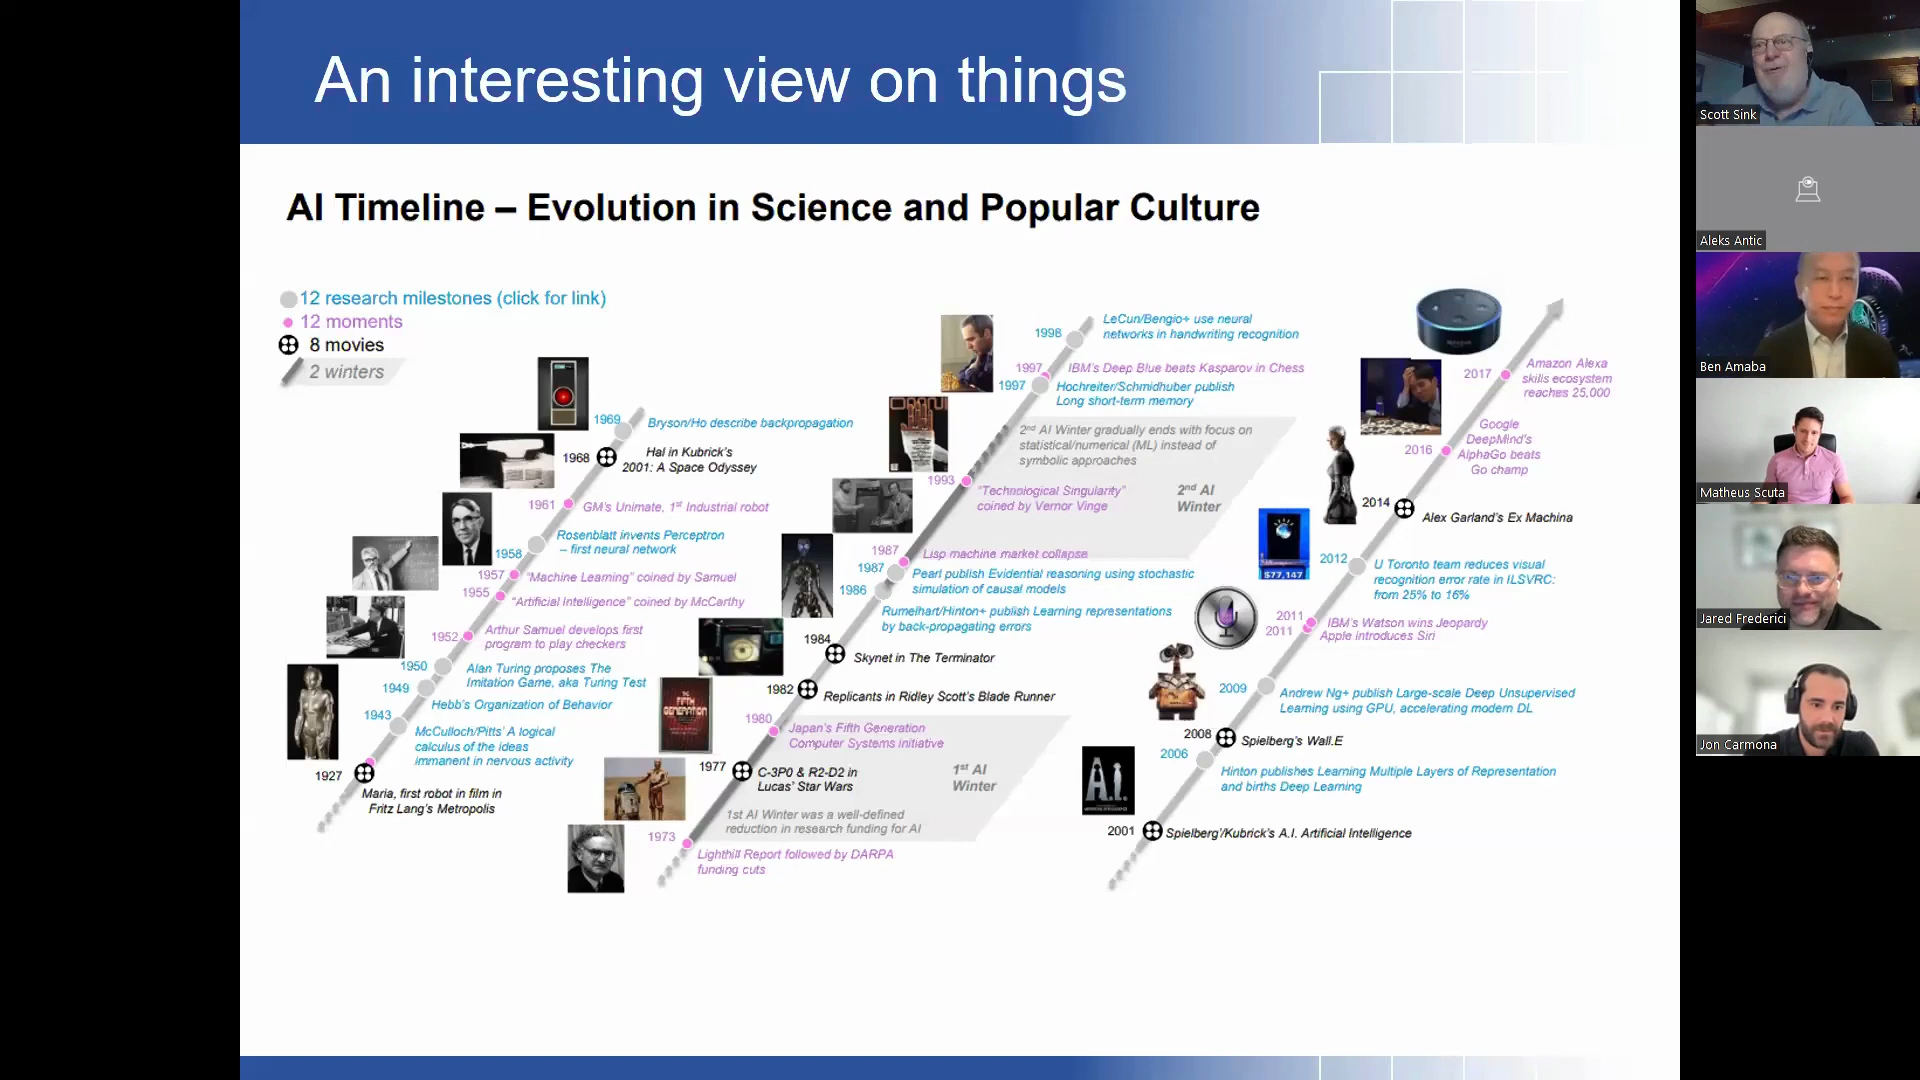 An interesting view on things
AI Timeline – Evolution in Science and Popular Culture
12 research milestones (click for link)
12 moments
8 movies
2 winters
1969
Bryson/Ho describe backpropagation
1968
Hal in Kubrick's
2001: A Space Odyssey
1961
GM's Unimate, 1st Industrial robot
1958
Rosenblatt invents Perceptron
– first neural network
1957
"Machine Learning" coined by Samuel
1955
"Artificial Intelligence" coined by McCarthy
1952
Arthur Samuel develops first
program to play checkers
1950
Alan Turing proposes The
Imitation Game, aka Turing Test
1949
Hebb's Organization of Behavior
1943
McCulloch/Pitts' A logical
calculus of the ideas
immanent in nervous activity
1927
Maria, first robot in film in
Fritz Lang's Metropolis
1998
LeCun/Bengio+ use neural
networks in handwriting recognition
1997
IBM's Deep Blue beats Kasparov in Chess
1997
Hochreiter/Schmidhuber publish
Long short-term memory
2nd AI Winter gradually ends with focus on
statistical/numerical (ML) instead of
symbolic approaches
1993
"Technological Singularity"
coined by Vernor Vinge
2nd AI
Winter
1987
Lisp machine market collapse
1987
Pearl publish Evidential reasoning using stochastic
simulation of causal models
1986
Rumelhart/Hinton+ publish Learning representations
by back-propagating errors
1984
Skynet in The Terminator
1982
Replicants in Ridley Scott's Blade Runner
THE
FIFTH
GENERATION
1980
Japan's Fifth Generation
Computer Systems initiative
1977
C-3P0 & R2-D2 in
Lucas' Star Wars
1st AI
Winter
1st AI Winter was a well-defined
reduction in research funding for AI
1973
Lighthill Report followed by DARPA
funding cuts
2017
Amazon Alexa
skills ecosystem
reaches 25,000
2016
Google
DeepMind's
AlphaGo beats
Go champ
2014
Alex Garland's Ex Machina
$77,147
2012
U Toronto team reduces visual
recognition error rate in ILSVRC:
from 25% to 16%
2011
IBM's Watson wins Jeopardy
2011
Apple introduces Siri
2009
Andrew Ng+ publish Large-scale Deep Unsupervised
Learning using GPU, accelerating modern DL
2008
Spielberg's Wall.E
2006
Hinton publishes Learning Multiple Layers of Representation
and births Deep Learning
A.I.
2001
Spielberg'/Kubrick's A.I. Artificial Intelligence
Scott Sink
Aleks Antic
Ben Amaba
Matheus Scuta
Jared Frederici
Jon Carmona